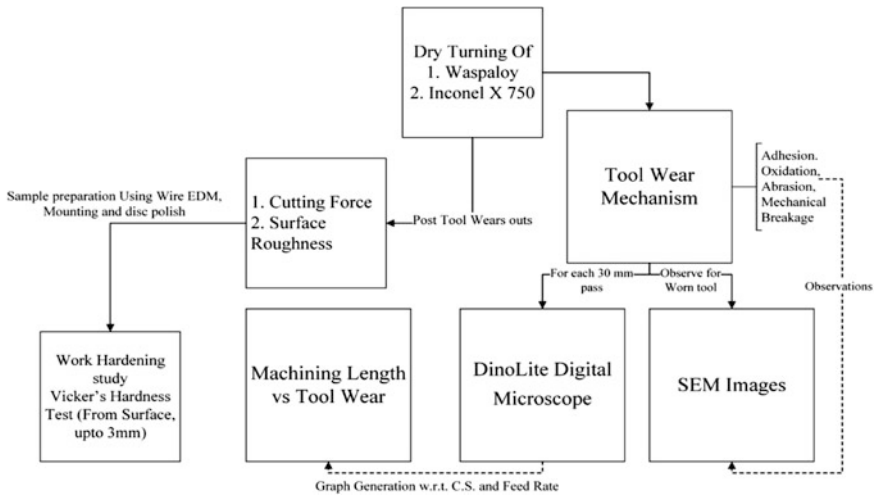 Dry Turning Of
1. Waspaloy
2. Inconel X 750
Tool Wear
Mechanism
Adhesion.
Oxidation,
Abrasion,
Mechanical
Breakage
Sample preparation Using Wire EDM,
Mounting and disc polish
1. Cutting Force
2. Surface
Roughness
Post Tool Wears outs
For each 30 mm
pass
Observe for
Worn tool
Observations
Work Hardening
study
Vicker's Hardness
Test (From Surface,
upto 3mm)
Machining Length
vs Tool Wear
DinoLite Digital
Microscope
SEM Images
Graph Generation w.r.t. C.S. and Feed Rate